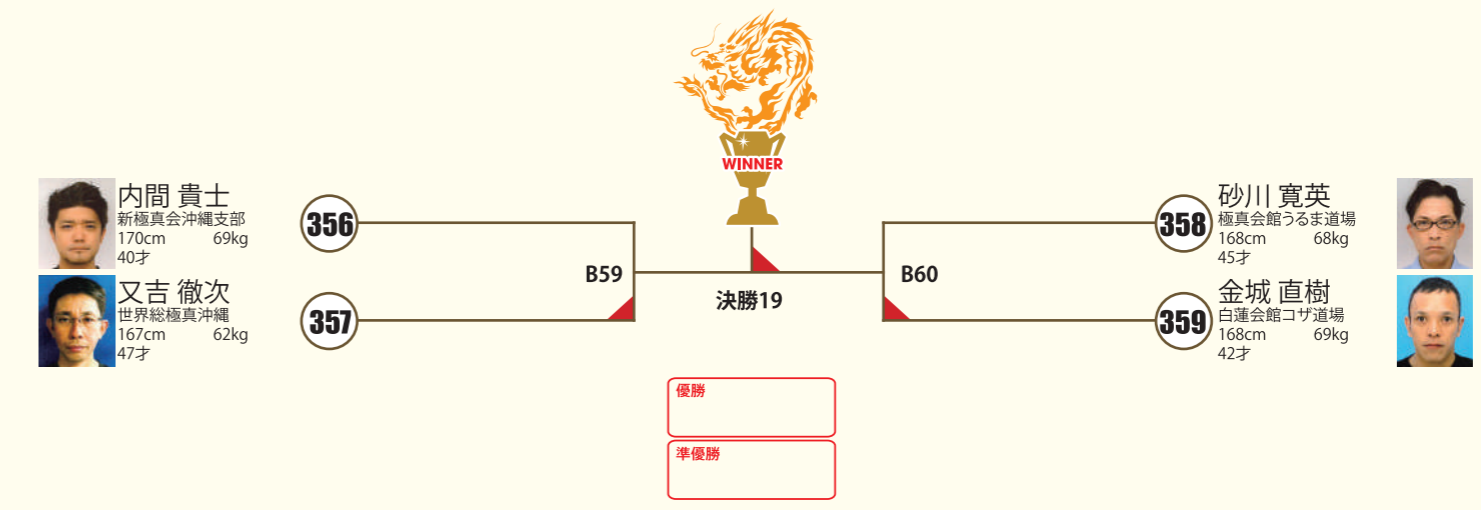 WINNER
内間 貴士
新極真会沖縄支部
170cm 69kg
40才
356
又吉 徹次
世界総極真沖縄
167cm 62kg
47才
357
B59
決勝19
B60
358
砂川 寛英
極真会館うるま道場
168cm 68kg
45才
359
金城 直樹
白蓮会館コザ道場
168cm 69kg
42才
優勝
準優勝